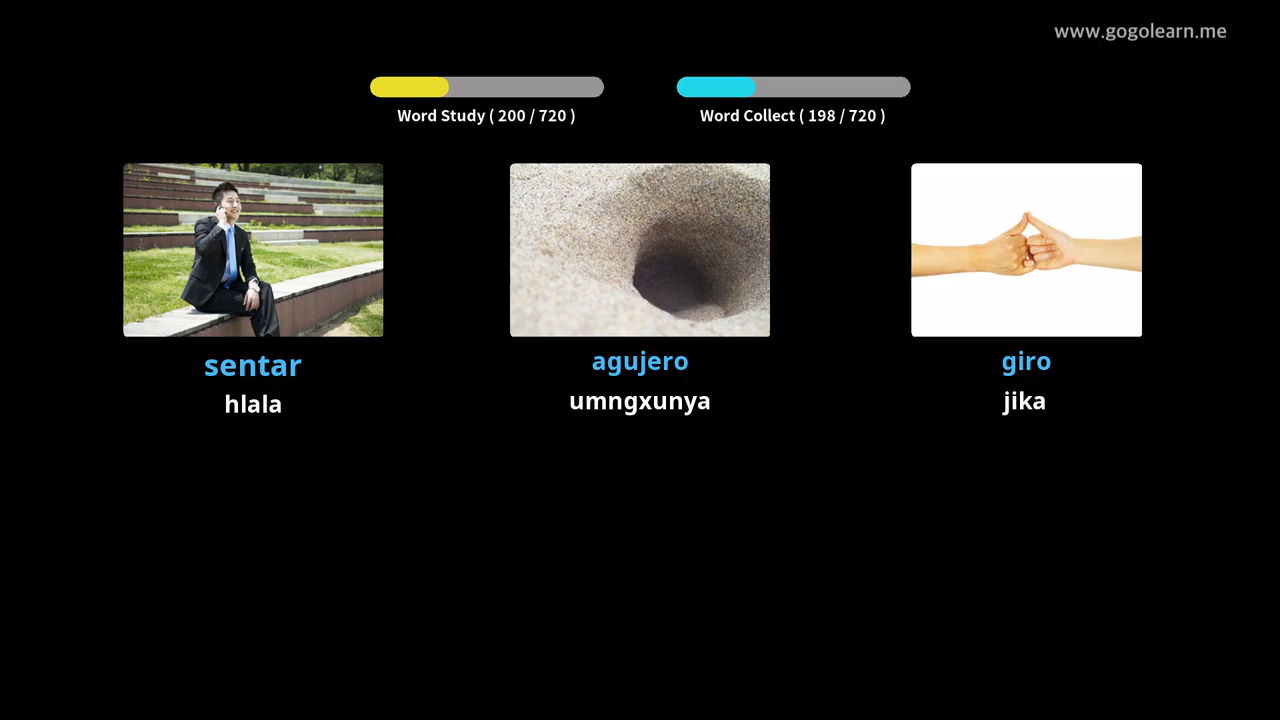 www.gogolearn.me
Word Study ( 200 / 720 )
Word Collect ( 198 / 720 )
sentar
hlala
agujero
umngxunya
giro
jika